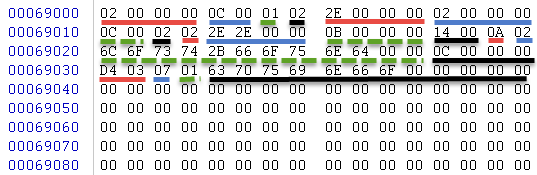 00069000 02 00 00 00 0C 00 01 02 2E 00 00 00 02 00 00 00
00069010 0C 00 02 02 2E 2E 00 00 0B 00 00 00 14 00 0A 02
00069020 6C 6F 73 74 2B 66 6F 75 6E 64 00 00 0C 00 00 00
00069030 D4 03 07 01 63 70 75 69 6E 66 6F 00 00 00 00 00
00069040 00 00 00 00 00 00 00 00 00 00 00 00 00 00 00 00
00069050 00 00 00 00 00 00 00 00 00 00 00 00 00 00 00 00
00069060 00 00 00 00 00 00 00 00 00 00 00 00 00 00 00 00
00069070 00 00 00 00 00 00 00 00 00 00 00 00 00 00 00 00
00069080 00 00 00 00 00 00 00 00 00 00 00 00 00 00 00 00